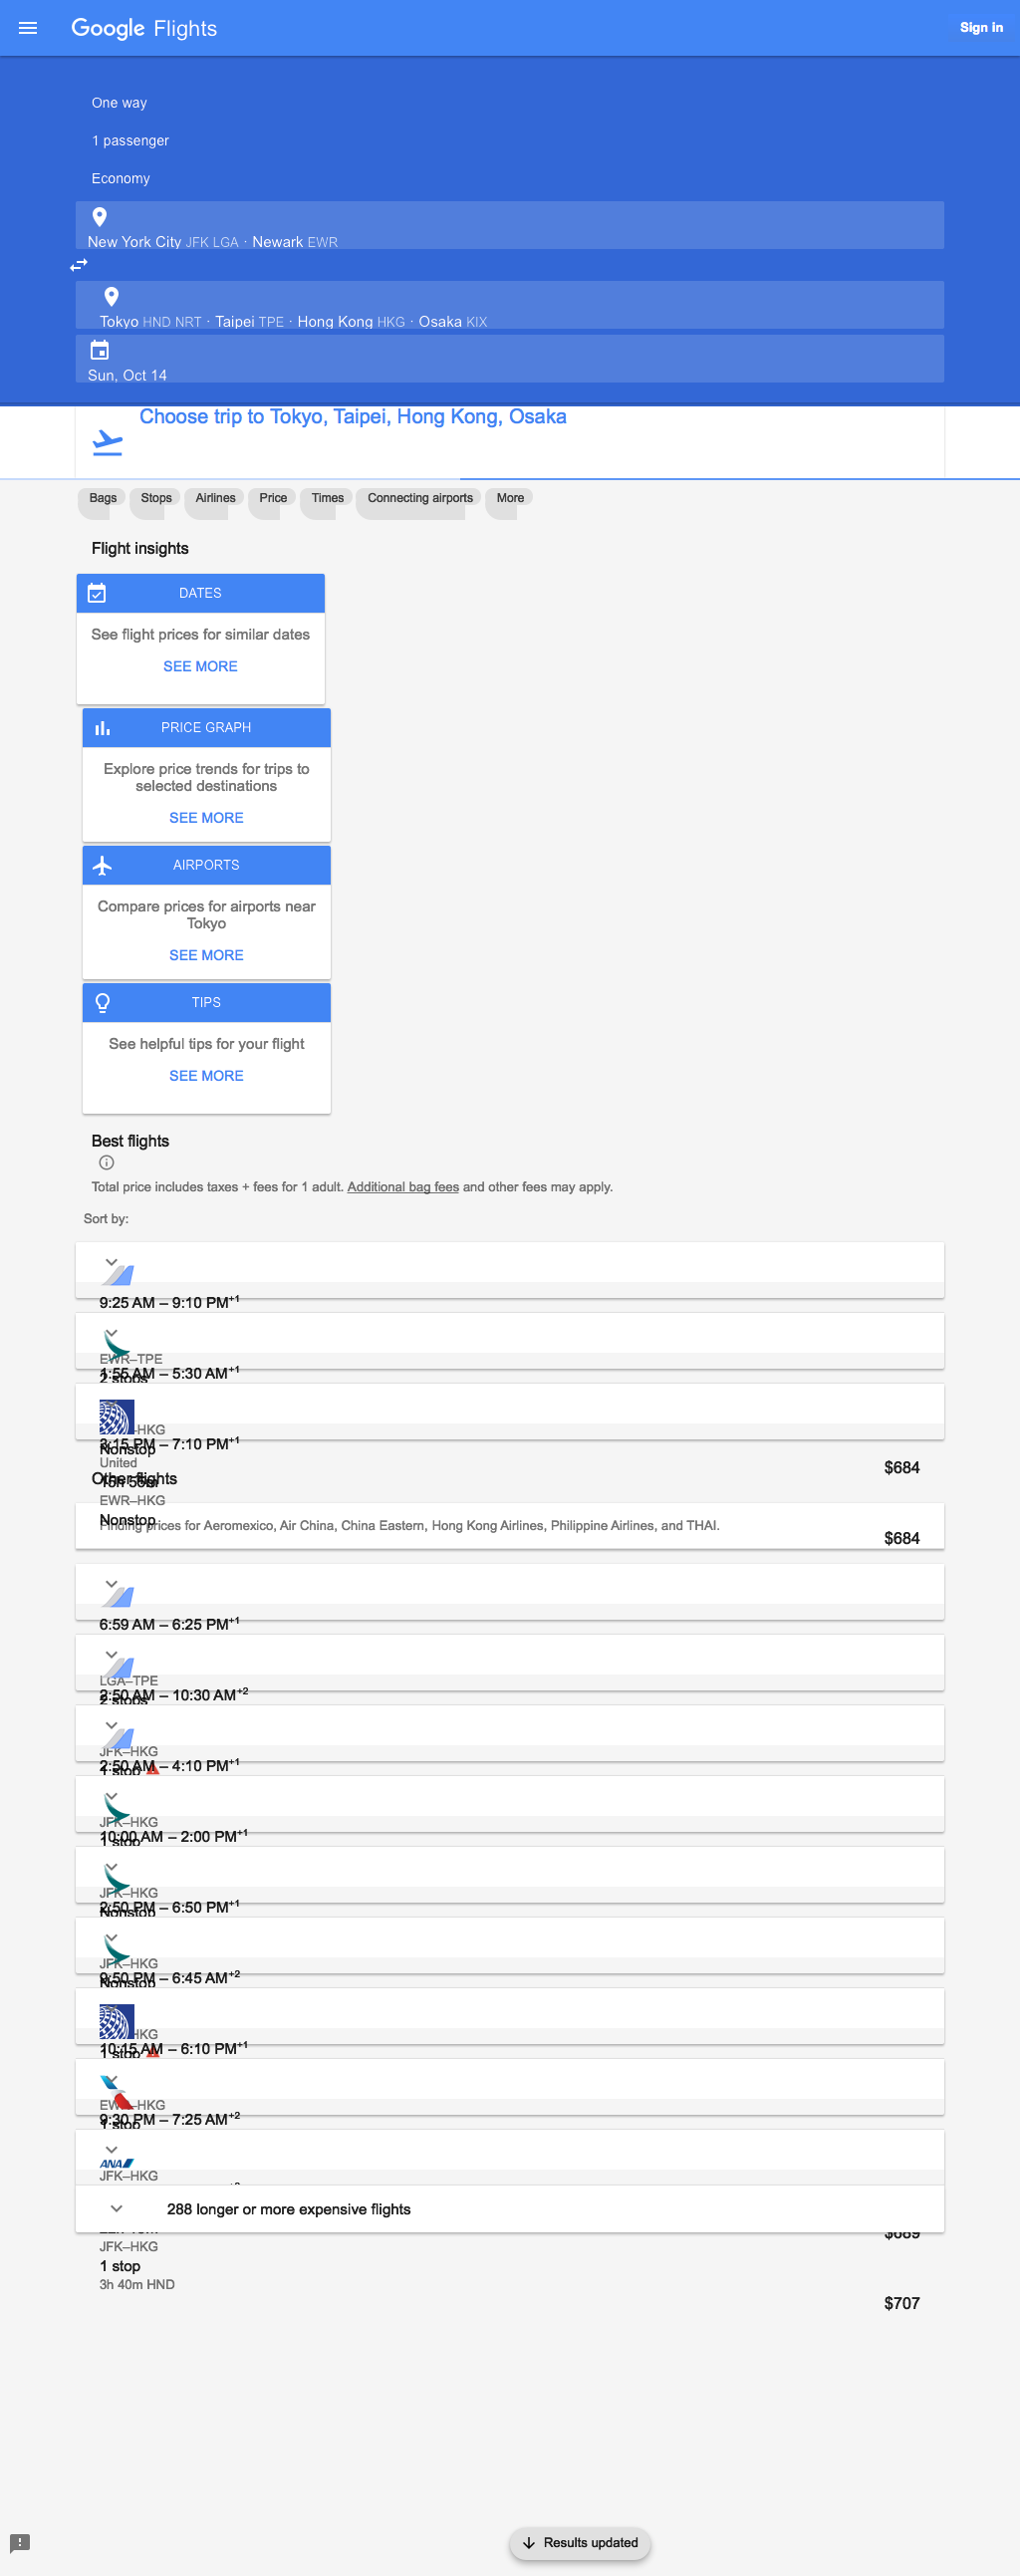 Google Flights
Sign in
One way
1 passenger
Economy
New York City JFK LGA · Newark EWR
Tokyo HND NRT · Taipei TPE · Hong Kong HKG · Osaka KIX
Sun, Oct 14
Choose trip to Tokyo, Taipei, Hong Kong, Osaka
Bags Stops Airlines Price Times Connecting airports More
Flight insights
DATES
See flight prices for similar dates
SEE MORE
PRICE GRAPH
Explore price trends for trips to
selected destinations
SEE MORE
AIRPORTS
Compare prices for airports near
Tokyo
SEE MORE
TIPS
See helpful tips for your flight
SEE MORE
Best flights
Total price includes taxes + fees for 1 adult. Additional bag fees and other fees may apply.
Sort by:
9:25 AM – 9:10 PM+1
EWR–TPE
1:55 AM – 5:30 AM+1
2 stops
HKG
3:15 PM – 7:10 PM+1
Nonstop
United
$684
Other flights
15h 55m
EWR–HKG
Nonstop
Finding prices for Aeromexico, Air China, China Eastern, Hong Kong Airlines, Philippine Airlines, and THAI.
$684
6:59 AM – 6:25 PM+1
LGA–TPE
2:50 AM – 10:30 AM+2
2 stops
JFK–HKG
2:50 AM – 4:10 PM+1
1 stop
JFK–HKG
10:00 AM – 2:00 PM+1
1 stop
JFK–HKG
2:50 PM – 6:50 PM+1
Nonstop
JFK–HKG
9:50 PM – 6:45 AM+2
Nonstop
HKG
10:15 AM – 6:10 PM+1
1 stop
EWR–HKG
9:30 PM – 7:25 AM+2
1 stop
ANA
JFK–HKG
288 longer or more expensive flights
$689
JFK–HKG
1 stop
3h 40m HND
$707
Results updated